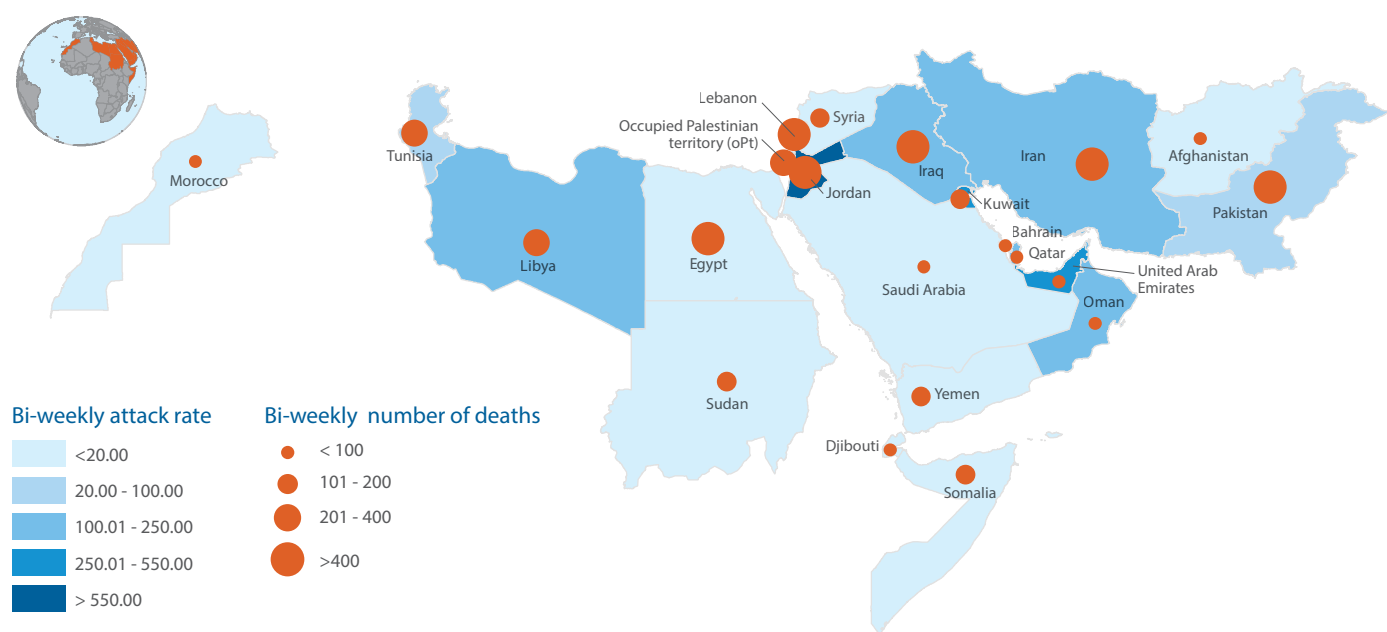 Lebanon
Syria
Occupied Palestinian
territory (oPt)
Tunisia
Morocco
Iraq
Iran
Afghanistan
Jordan
Kuwait
Pakistan
Bahrain
Qatar
Libya
Egypt
United Arab
Emirates
Saudi Arabia
Oman
Sudan
Yemen
Djibouti
Somalia
Bi-weekly attack rate
<20.00
20.00 - 100.00
100.01 - 250.00
250.01 - 550.00
> 550.00
Bi-weekly number of deaths
< 100
101 - 200
201 - 400
>400